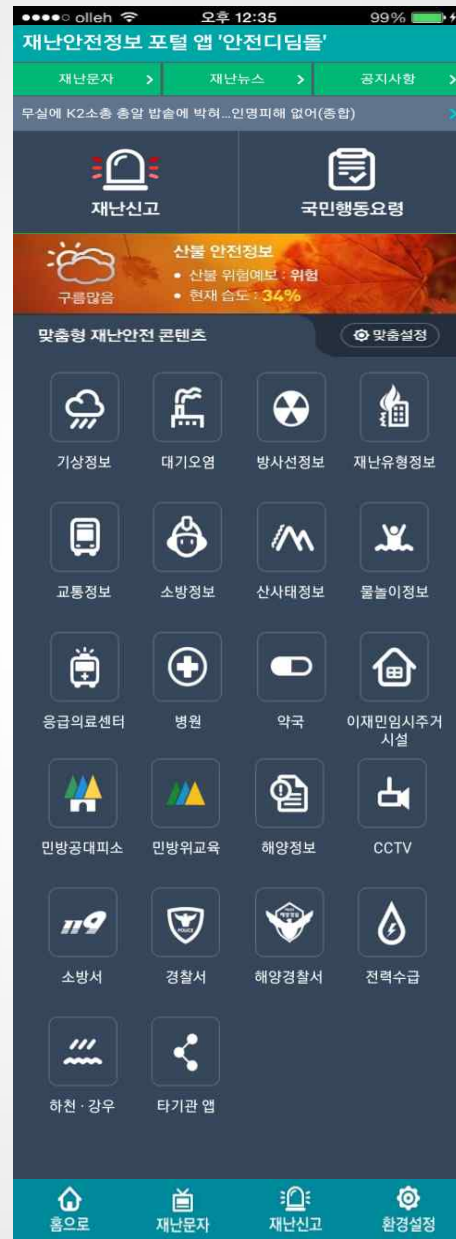 olleh 오후 12:35 99%
재난안전정보 포털 앱 '안전디딤돌'
재난문자 > 재난뉴스 > 공지사항 >
무실에 K2소총 총알 밥솥에 박혀...인명피해 없어(종합) >
재난신고 국민행동요령
산불 안전정보
• 산불 위험예보 : 위험
구름많음 • 현재 습도 : 34%
맞춤형 재난안전 콘텐츠 맞춤설정
기상정보 대기오염 방사선정보 재난유형정보
교통정보 소방정보 산사태정보 물놀이정보
응급의료센터 병원 약국 이재민임시주거
시설
민방공대피소 민방위교육 해양정보 CCTV
119
POLICE
소방서 경찰서 해양경찰서 전력수급
하천 · 강우 타기관 앱
홈으로 재난문자 재난신고 환경설정